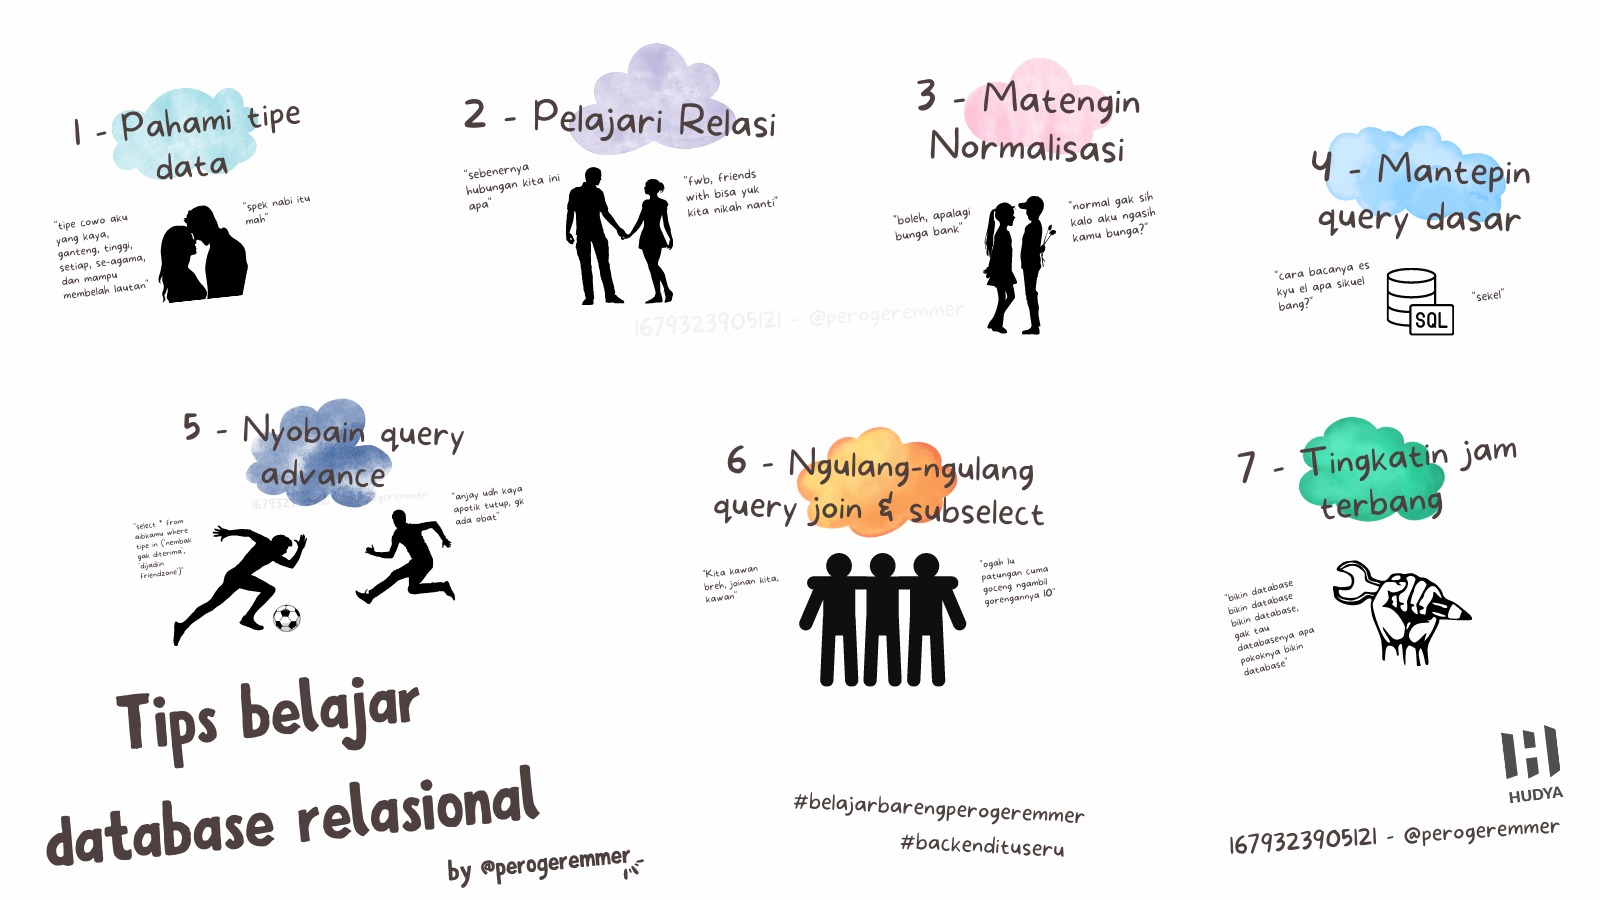 1 - Pahami tipe
data
"tipe cowo aku
yang kaya,
ganteng, tinggi,
setiap, se-agama,
dan mampu
membelah lautan"
"spek nabi itu
mah"
2 - Pelajari Relasi
"sebenernya
hubungan kita ini
apa"
"fwb, friends
with bisa yuk
kita nikah nanti"
3 - Matengin
Normalisasi
"boleh, apalagi
bunga bank"
"normal gak sih
kalo aku ngasih
kamu bunga?"
4 - Mantepin
query dasar
"cara bacanya es
kyu el apa sikuel
bang?"
SQL
"sekel"
1679323905121 - @perogeremmer
5 - Nyobain query
advance
"select * from
aibkamu where
tipe in ('nembak
gak diterima',
'dijadiin
friendzone')"
"anjay udh kaya
apotik tutup, gk
ada obat"
6 - Ngulang-ngulang
query join & subselect
"Kita kawan
breh, joinan kita,
kawan"
"ogah lu
patungan cuma
goceng ngambil
gorengannya 10"
7 - Tingkatin jam
terbang
"bikin database
bikin database
bikin database,
gak tau
databasenya apa
pokoknya bikin
database"
Tips belajar
database relasional
by @perogeremmer
#belajarbarengperogeremmer
#backendituseru
HUDYA
1679323905121 - @perogeremmer